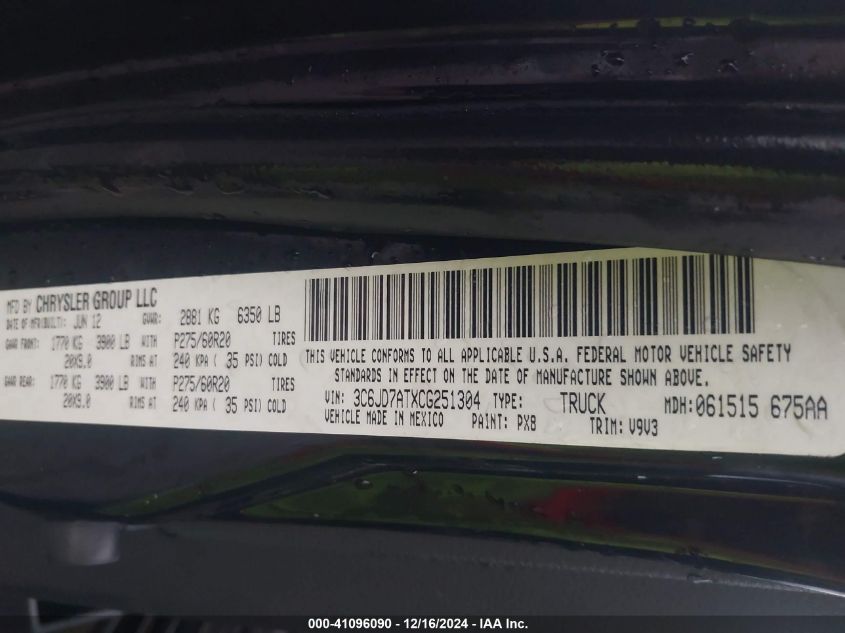 MFD BY CHRYSLER GROUP LLC
DATE OF MFR(BUILT): JUN 12 GVWR: 2881 KG 6350 LB
GAWR FRONT: 1770 KG 3900 LB WITH P275/60R20 TIRES
20X9.0 RIMS AT 240 KPA ( 35 PSI) COLD
GAWR REAR: 1770 KG 3900 LB WITH P275/60R20 TIRES
20X9.0 RIMS AT 240 KPA ( 35 PSI) COLD
THIS VEHICLE CONFORMS TO ALL APPLICABLE U.S.A. FEDERAL MOTOR VEHICLE SAFETY
STANDARDS IN EFFECT ON THE DATE OF MANUFACTURE SHOWN ABOVE.
VIN: 3C6JD7ATXCG251304 TYPE: TRUCK MDH: 061515 675AA
VEHICLE MADE IN MEXICO PAINT: PX8 TRIM: V9V3
000-41096090 - 12/16/2024 - IAA Inc.